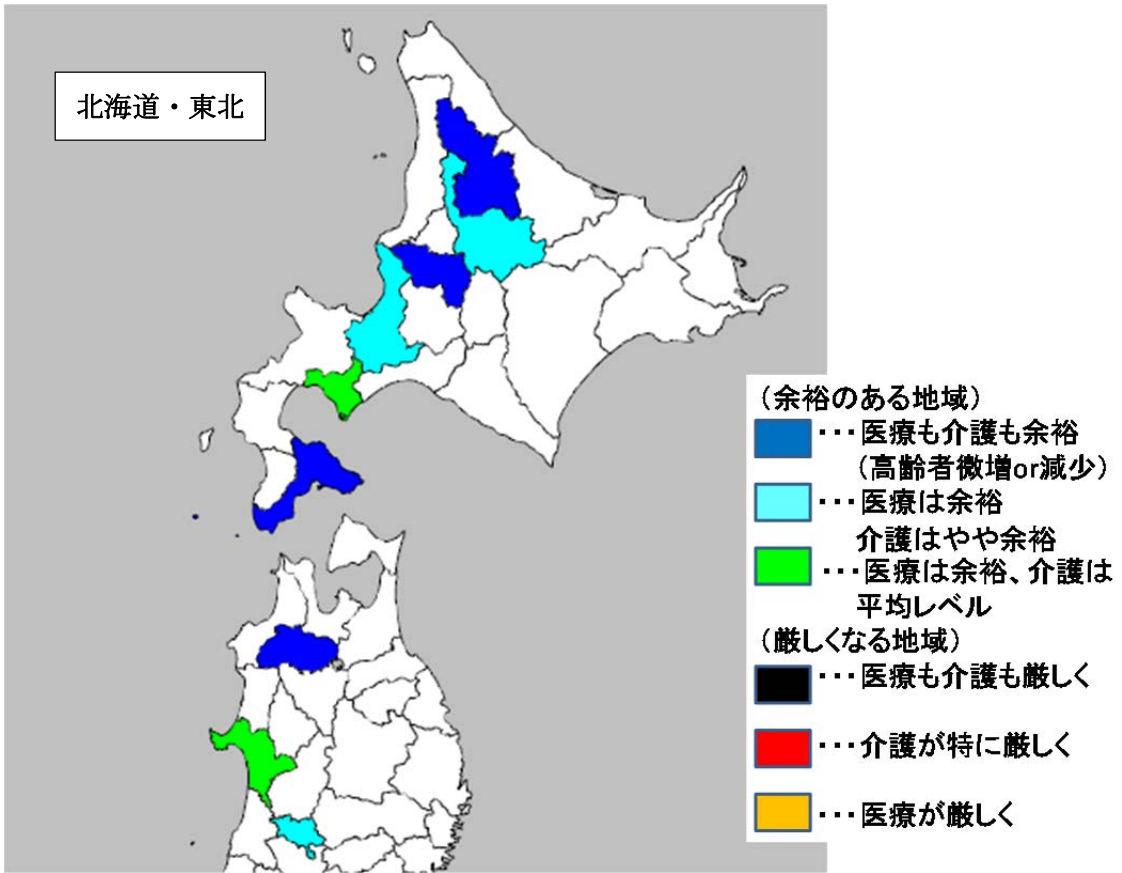 北海道・東北
（余裕のある地域）
・・・医療も介護も余裕
（高齢者微増or減少）
・・・医療は余裕
介護はやや余裕
・・・医療は余裕、介護は
平均レベル
（厳しくなる地域）
・・・医療も介護も厳しく
・・・介護が特に厳しく
・・・医療が厳しく